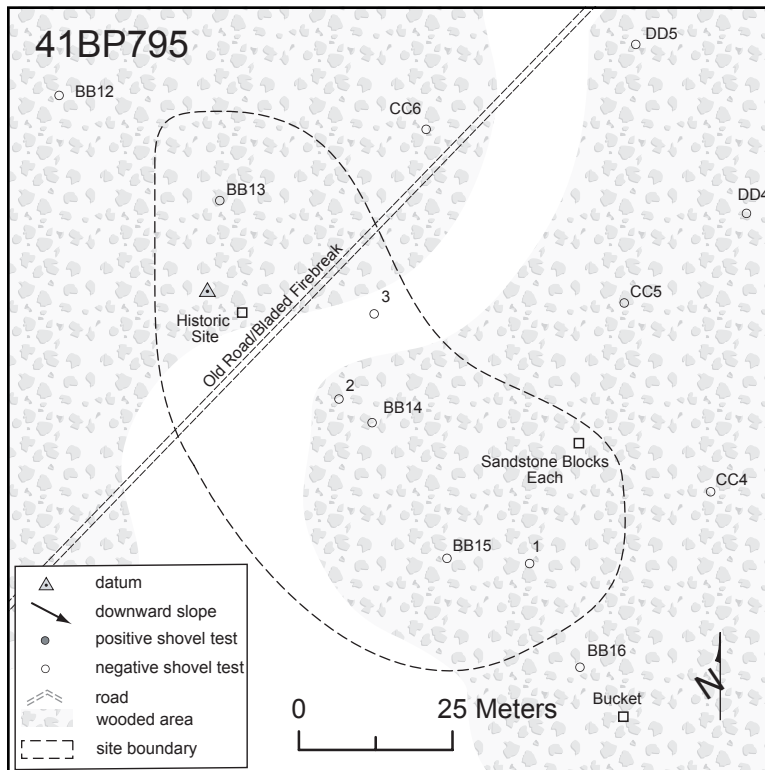 41BP795
DD5
BB12
CC6
BB13
DD4
Old Road/Bladed Firebreak
3
CC5
Historic
Site
2
BB14
Sandstone Blocks
Each
CC4
BB15
1
BB16
Bucket
datum
downward slope
positive shovel test
negative shovel test
road
wooded area
site boundary
0
25 Meters
N